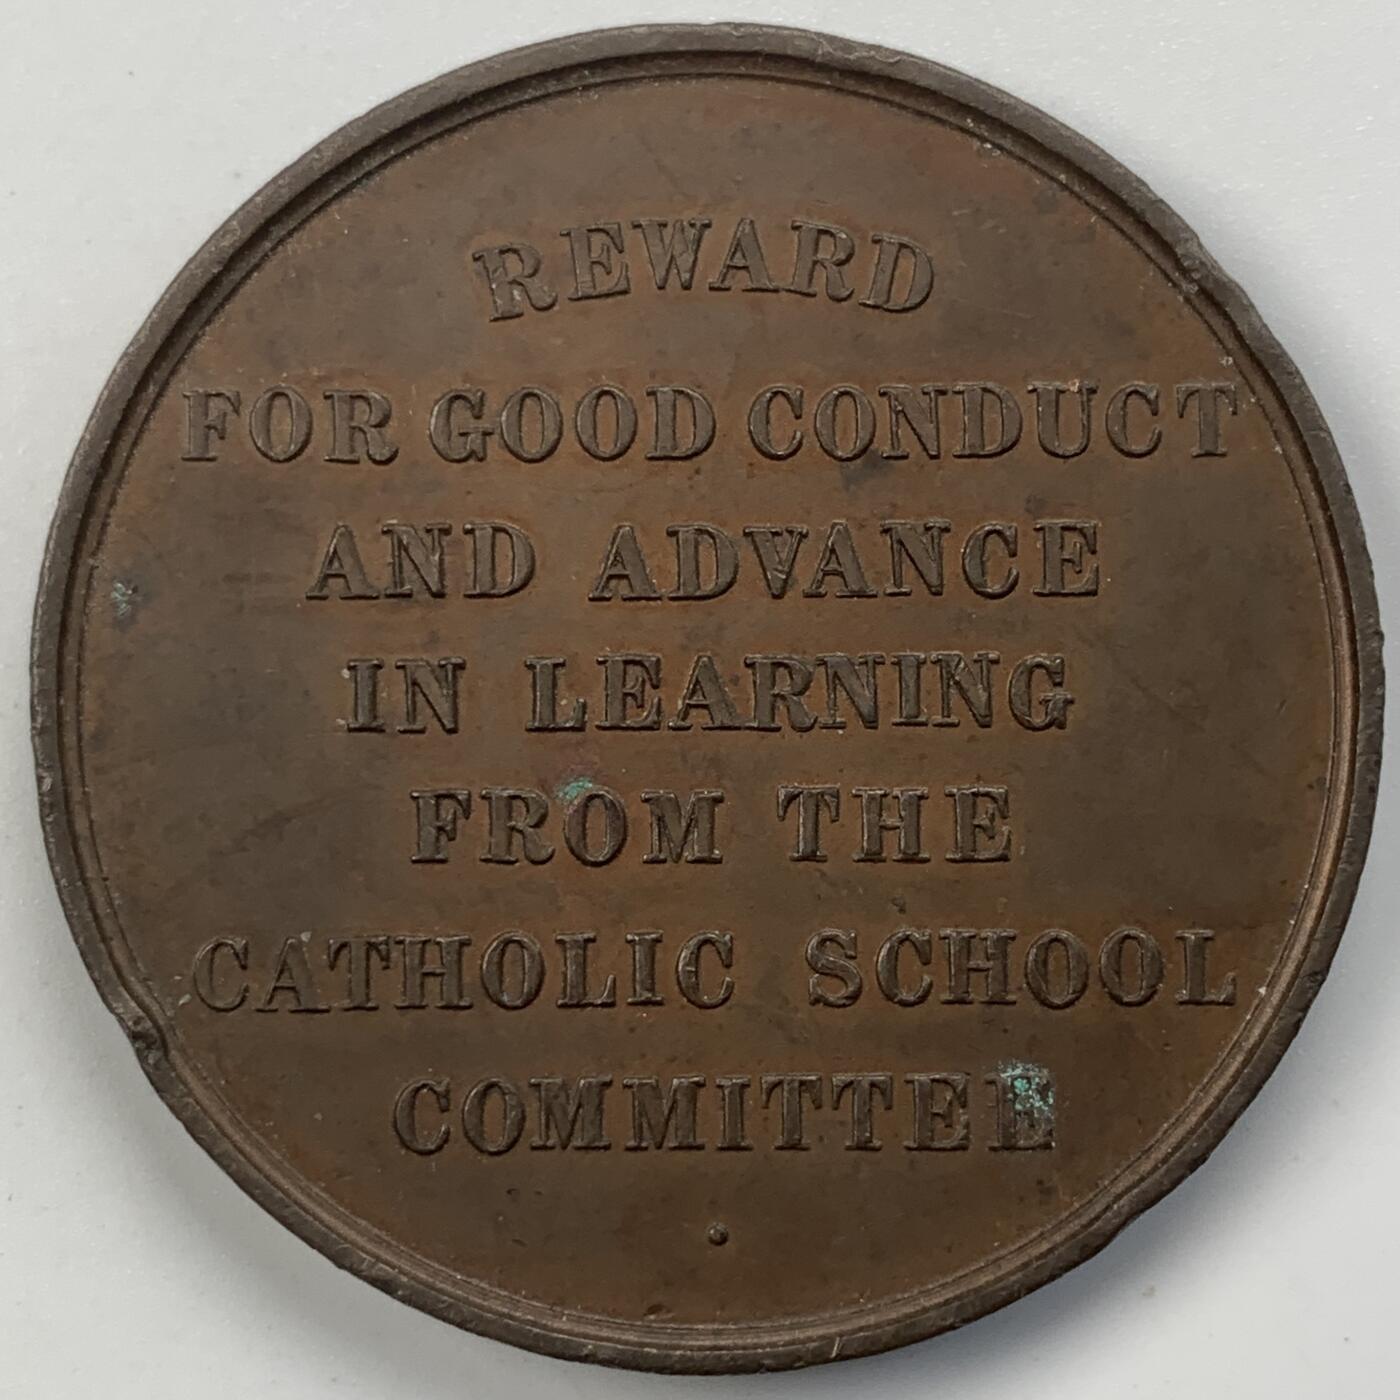 REWARD
FOR GOOD CONDUCT
AND ADVANCE
IN LEARNING
FROM THE
CATHOLIC SCHOOL
COMMITTEE